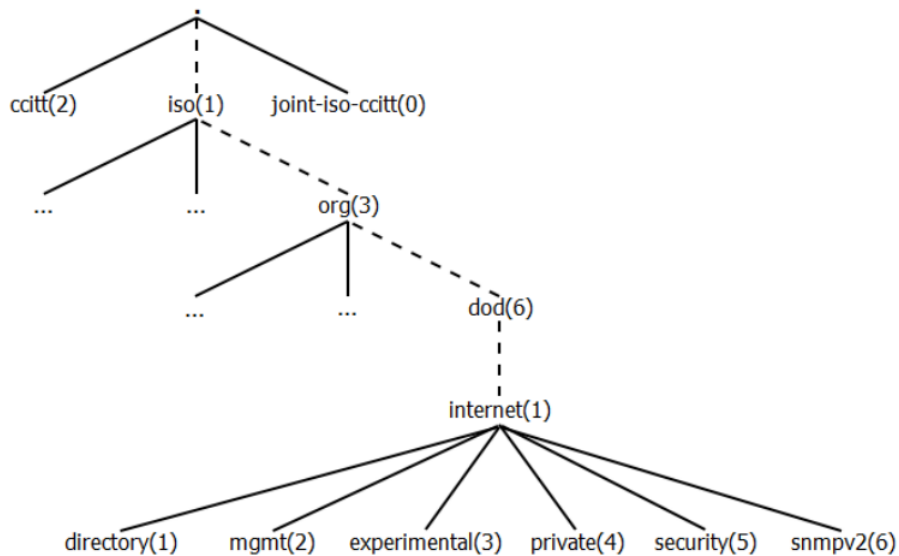 .
ccitt(2) iso(1) joint-iso-ccitt(0)
... ... org(3)
... ... dod(6)
internet(1)
directory(1) mgmt(2) experimental(3) private(4) security(5) snmpv2(6)